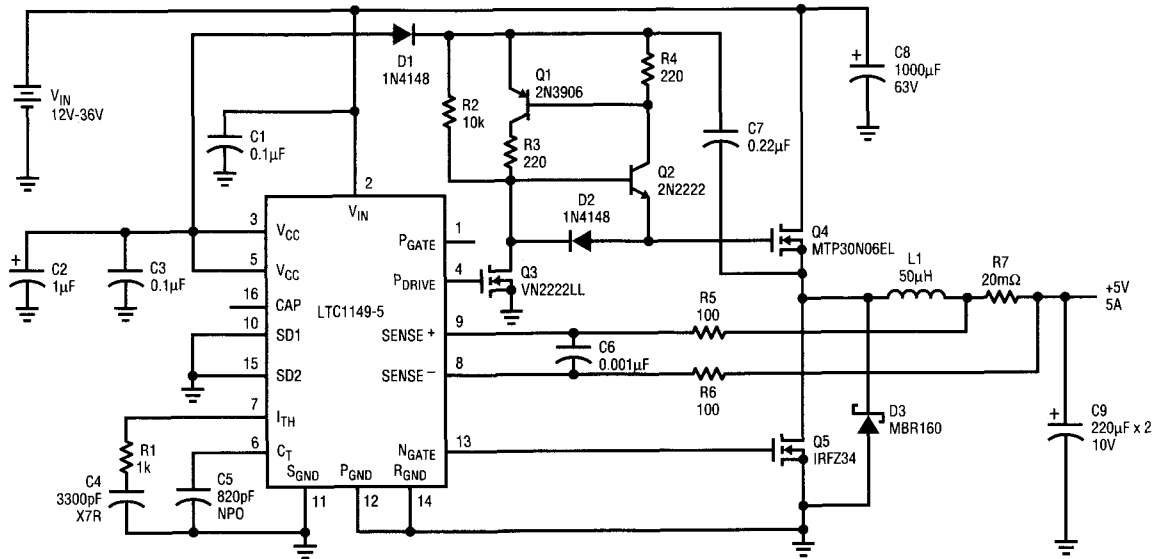 VIN
12V-36V
C1
0.1µF
D1
1N4148
R2
10k
Q1
2N3906
R3
220
R4
220
C7
0.22µF
C8
1000µF
63V
+
Q2
2N2222
D2
1N4148
Q3
VN2222LL
Q4
MTP30N06EL
L1
50µH
R7
20mΩ
+5V
5A
+
C2
1µF
C3
0.1µF
2
VIN
3
VCC
5
VCC
16
CAP
10
SD1
15
SD2
7
ITH
6
CT
LTC1149-5
PGATE
1
PDRIVE
4
SENSE +
9
SENSE −
8
NGATE
13
SGND
11
PGND
12
RGND
14
R5
100
C6
0.001µF
R6
100
D3
MBR160
Q5
IRFZ34
+
C9
220µF x 2
10V
R1
1k
C4
3300pF
X7R
C5
820pF
NPO